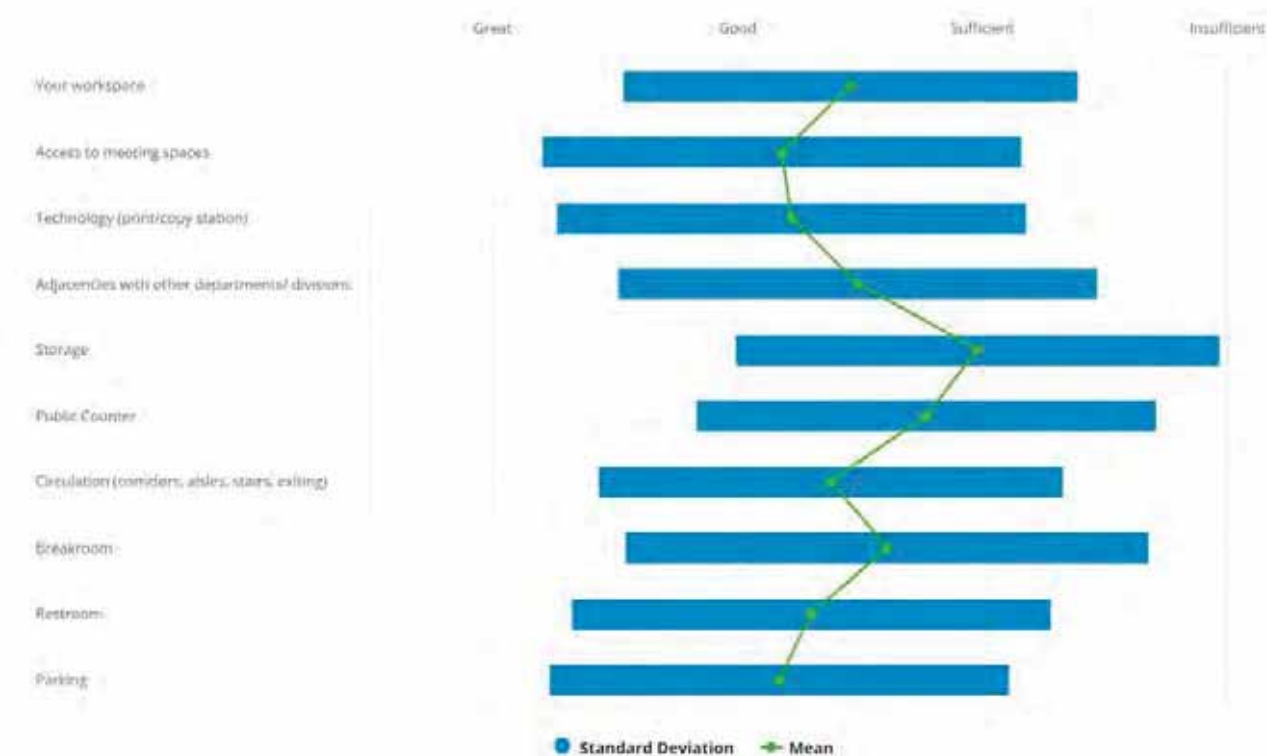 Great Good Sufficient Insufficient
Your workspace
Access to meeting spaces
Technology (print/copy station)
Adjacencies with other departments/ divisions
Storage
Public Counter
Circulation (corridors, aisles, stairs, exiting)
Breakroom
Restroom
Parking
Standard Deviation Mean